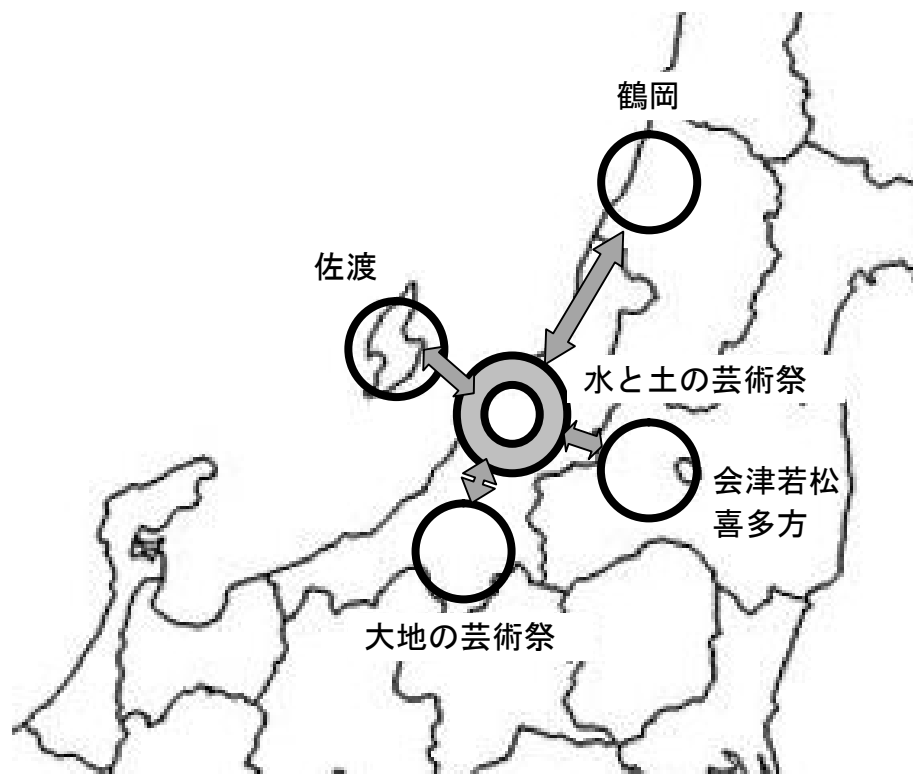 鶴岡
佐渡
水と土の芸術祭
会津若松
喜多方
大地の芸術祭